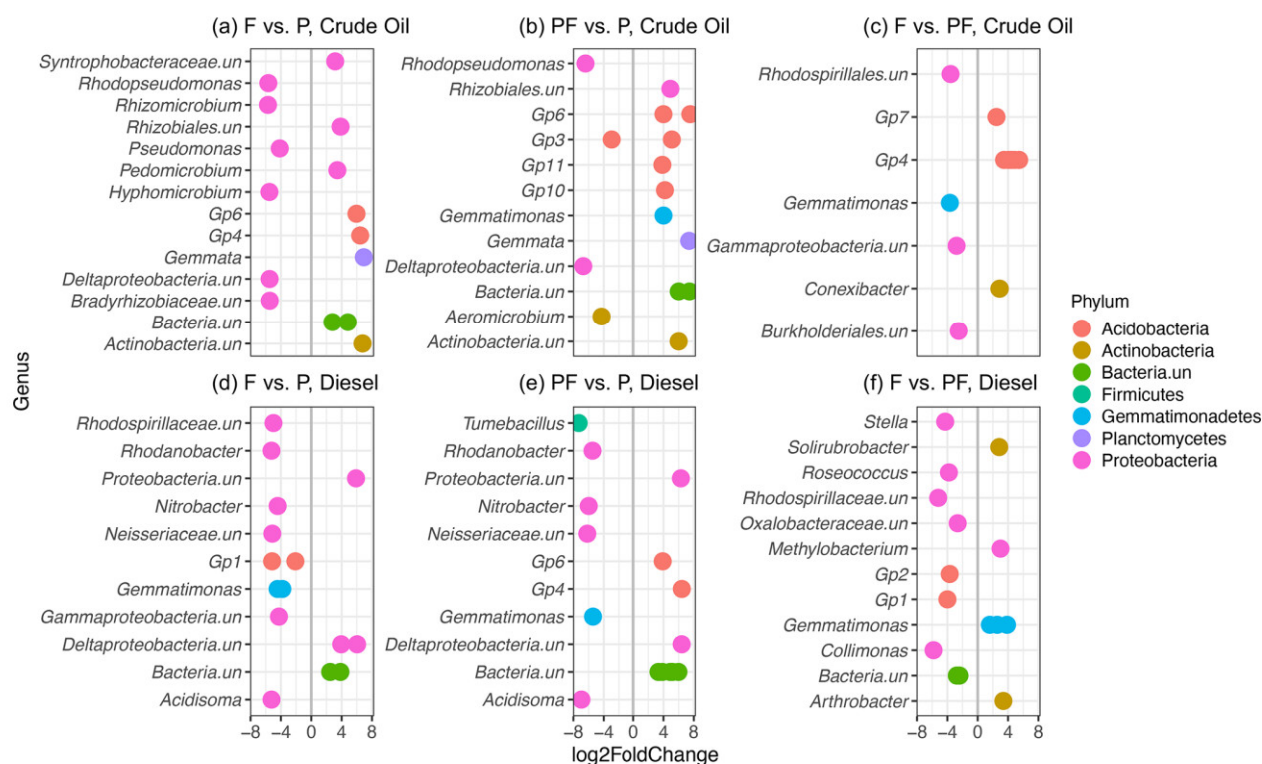 (a) F vs. P, Crude Oil
Syntrophobacteraceae.un
Rhodopseudomonas
Rhizomicrobium
Rhizobiales.un
Pseudomonas
Pedomicrobium
Hyphomicrobium
Gp6
Gp4
Gemmata
Deltaproteobacteria.un
Bradyrhizobiaceae.un
Bacteria.un
Actinobacteria.un
(b) PF vs. P, Crude Oil
Rhodopseudomonas
Rhizobiales.un
Gp6
Gp3
Gp11
Gp10
Gemmatimonas
Gemmata
Deltaproteobacteria.un
Bacteria.un
Aeromicrobium
Actinobacteria.un
(c) F vs. PF, Crude Oil
Rhodospirillales.un
Gp7
Gp4
Gemmatimonas
Gammaproteobacteria.un
Conexibacter
Burkholderiales.un
Genus
(d) F vs. P, Diesel
Rhodospirillaceae.un
Rhodanobacter
Proteobacteria.un
Nitrobacter
Neisseriaceae.un
Gp1
Gemmatimonas
Gammaproteobacteria.un
Deltaproteobacteria.un
Bacteria.un
Acidisoma
−8 −4 0 4 8
(e) PF vs. P, Diesel
Tumebacillus
Rhodanobacter
Proteobacteria.un
Nitrobacter
Neisseriaceae.un
Gp6
Gp4
Gemmatimonas
Deltaproteobacteria.un
Bacteria.un
Acidisoma
−8 −4 0 4 8
(f) F vs. PF, Diesel
Stella
Solirubrobacter
Roseococcus
Rhodospirillaceae.un
Oxalobacteraceae.un
Methylobacterium
Gp2
Gp1
Gemmatimonas
Collimonas
Bacteria.un
Arthrobacter
−8 −4 0 4 8
log2FoldChange
Phylum
Acidobacteria
Actinobacteria
Bacteria.un
Firmicutes
Gemmatimonadetes
Planctomycetes
Proteobacteria